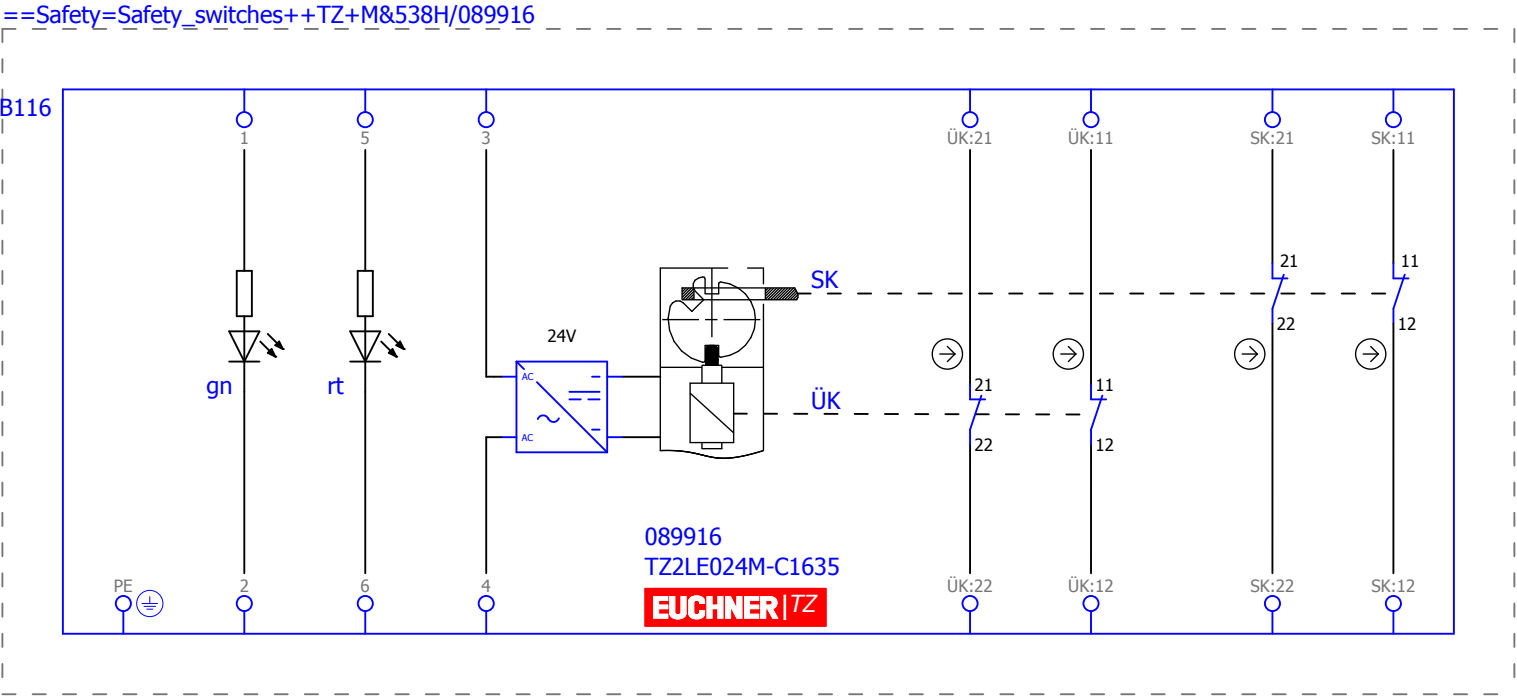 ==Safety=Safety_switches++TZ+M&538H/089916
B116
1 5 3 ÜK:21 ÜK:11 SK:21 SK:11
SK 21 11
22 12
24V
gn rt AC ÜK 21 11
AC 22 12
089916
TZ2LE024M-C1635
PE 2 6 4 ÜK:22 ÜK:12 SK:22 SK:12
EUCHNER|TZ